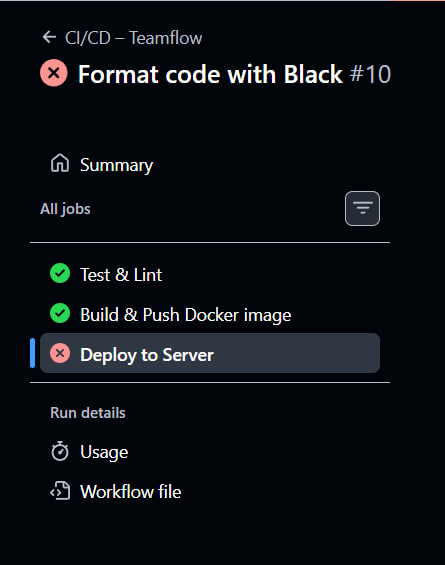 ← CI/CD – Teamflow
Format code with Black #10
Summary
All jobs
Test & Lint
Build & Push Docker image
Deploy to Server
Run details
Usage
Workflow file